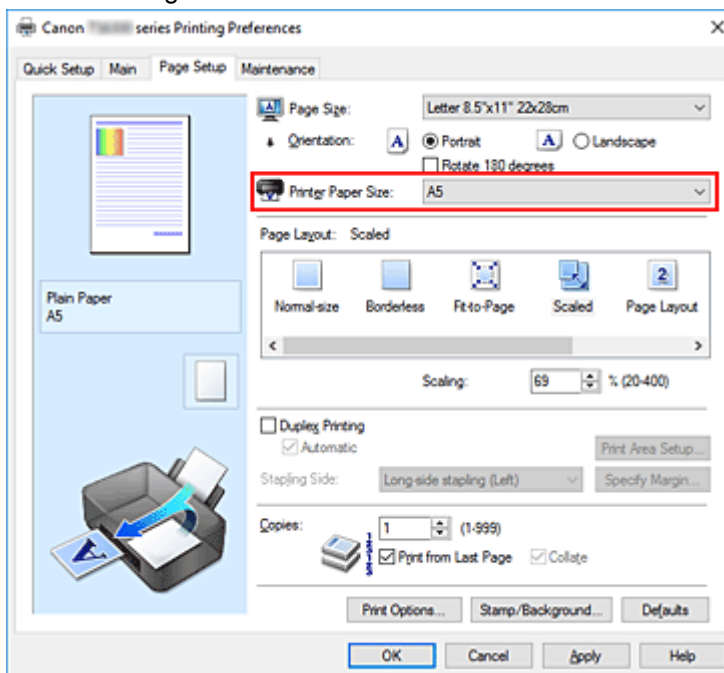 Canon series Printing Preferences
Quick Setup Main Page Setup Maintenance
Page Size: Letter 8.5"x11" 22x28cm
Orientation: A Portrait A Landscape
Rotate 180 degrees
Printer Paper Size: A5
Page Layout: Scaled
Normal-size Borderless Fit-to-Page Scaled 2 Page Layout
Plain Paper
A5
Scaling: 69 % (20-400)
Duplex Printing
Automatic
Print Area Setup...
Stapling Side: Long-side stapling (Left) Specify Margin...
Copies: 1 (1-999)
Print from Last Page Collate
A
Print Options... Stamp/Background... Defaults
OK Cancel Apply Help